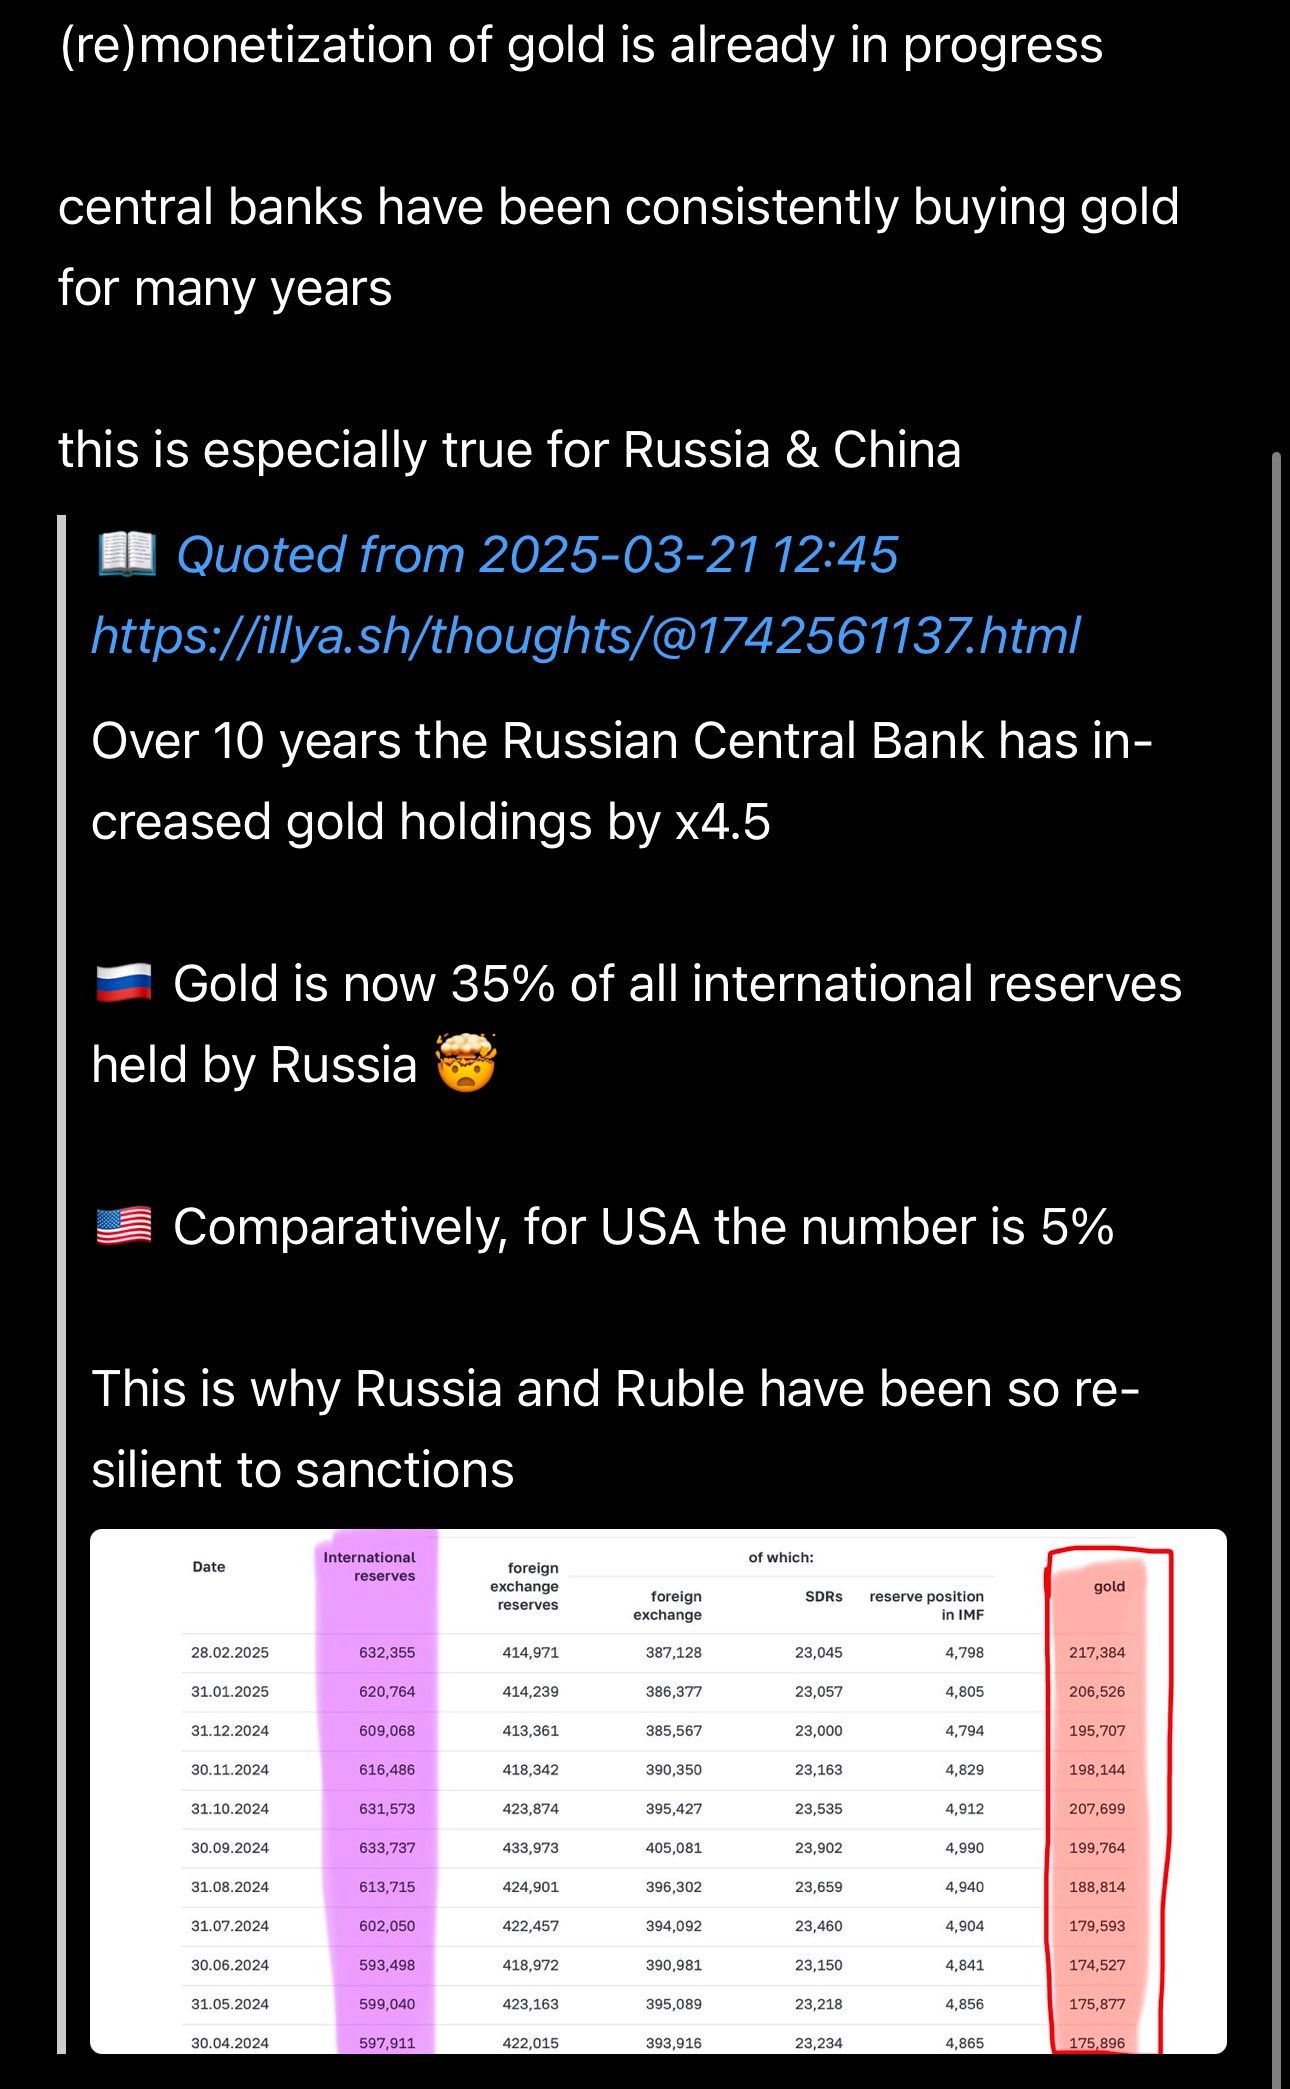 (re)monetization of gold is already in progress
central banks have been consistently buying gold
for many years
this is especially true for Russia & China
📖 Quoted from 2025-03-21 12:45
https://illya.sh/thoughts/@1742561137.html
Over 10 years the Russian Central Bank has in-
creased gold holdings by x4.5
🇷🇺 Gold is now 35% of all international reserves
held by Russia 🤯
🇺🇸 Comparatively, for USA the number is 5%
This is why Russia and Ruble have been so re-
silient to sanctions
Date
International
reserves
foreign
exchange
reserves
of which:
foreign
exchange
SDRs
reserve position
in IMF
gold
28.02.2025 632,355 414,971 387,128 23,045 4,798 217,384
31.01.2025 620,764 414,239 386,377 23,057 4,805 206,526
31.12.2024 609,068 413,361 385,567 23,000 4,794 195,707
30.11.2024 616,486 418,342 390,350 23,163 4,829 198,144
31.10.2024 631,573 423,874 395,427 23,535 4,912 207,699
30.09.2024 633,737 433,973 405,081 23,902 4,990 199,764
31.08.2024 613,715 424,901 396,302 23,659 4,940 188,814
31.07.2024 602,050 422,457 394,092 23,460 4,904 179,593
30.06.2024 593,498 418,972 390,981 23,150 4,841 174,527
31.05.2024 599,040 423,163 395,089 23,218 4,856 175,877
30.04.2024 597,911 422,015 393,916 23,234 4,865 175,896